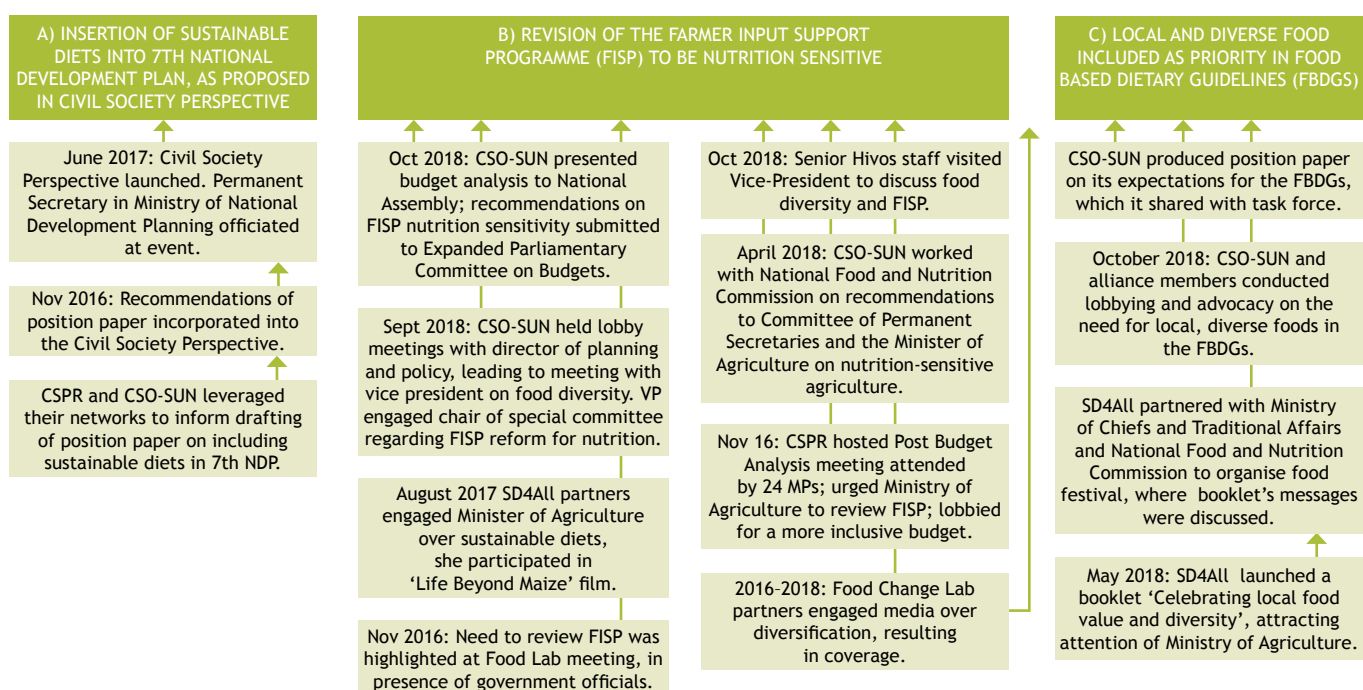 A) INSERTION OF SUSTAINABLE
DIETS INTO 7TH NATIONAL
DEVELOPMENT PLAN, AS PROPOSED
IN CIVIL SOCIETY PERSPECTIVE
June 2017: Civil Society
Perspective launched. Permanent
Secretary in Ministry of National
Development Planning officiated
at event.
Nov 2016: Recommendations of
position paper incorporated into
the Civil Society Perspective.
CSPR and CSO-SUN leveraged
their networks to inform drafting
of position paper on including
sustainable diets in 7th NDP.
B) REVISION OF THE FARMER INPUT SUPPORT
PROGRAMME (FISP) TO BE NUTRITION SENSITIVE
Oct 2018: CSO-SUN presented
budget analysis to National
Assembly; recommendations on
FISP nutrition sensitivity submitted
to Expanded Parliamentary
Committee on Budgets.
Sept 2018: CSO-SUN held lobby
meetings with director of planning
and policy, leading to meeting with
vice president on food diversity. VP
engaged chair of special committee
regarding FISP reform for nutrition.
August 2017 SD4All partners
engaged Minister of Agriculture
over sustainable diets,
she participated in
‘Life Beyond Maize’ film.
Nov 2016: Need to review FISP was
highlighted at Food Lab meeting, in
presence of government officials.
Oct 2018: Senior Hivos staff visited
Vice-President to discuss food
diversity and FISP.
April 2018: CSO-SUN worked
with National Food and Nutrition
Commission on recommendations
to Committee of Permanent
Secretaries and the Minister of
Agriculture on nutrition-sensitive
agriculture.
Nov 16: CSPR hosted Post Budget
Analysis meeting attended
by 24 MPs; urged Ministry of
Agriculture to review FISP; lobbied
for a more inclusive budget.
2016–2018: Food Change Lab
partners engaged media over
diversification, resulting
in coverage.
C) LOCAL AND DIVERSE FOOD
INCLUDED AS PRIORITY IN FOOD
BASED DIETARY GUIDELINES (FBDGS)
CSO-SUN produced position paper
on its expectations for the FBDGs,
which it shared with task force.
October 2018: CSO-SUN and
alliance members conducted
lobbying and advocacy on the
need for local, diverse foods in
the FBDGs.
SD4All partnered with Ministry
of Chiefs and Traditional Affairs
and National Food and Nutrition
Commission to organise food
festival, where booklet’s messages
were discussed.
May 2018: SD4All launched a
booklet ‘Celebrating local food
value and diversity’, attracting
attention of Ministry of Agriculture.